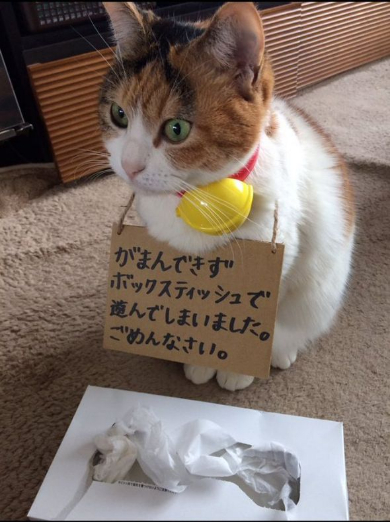 がまんできず
ボックスティッシュで
遊んでしまいました。
ごめんなさい。